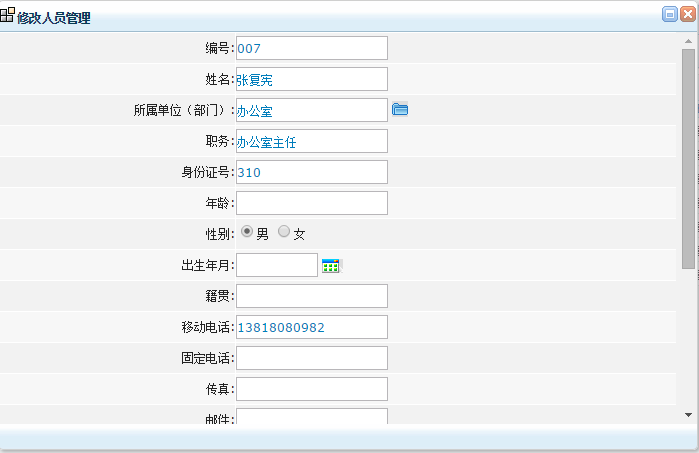 修改人员管理
编号:007
姓名:张复宪
所属单位（部门）:办公室
职务:办公室主任
身份证号:310
年龄:
性别:男 女
出生年月:
籍贯:
移动电话:13818080982
固定电话:
传真:
邮件: